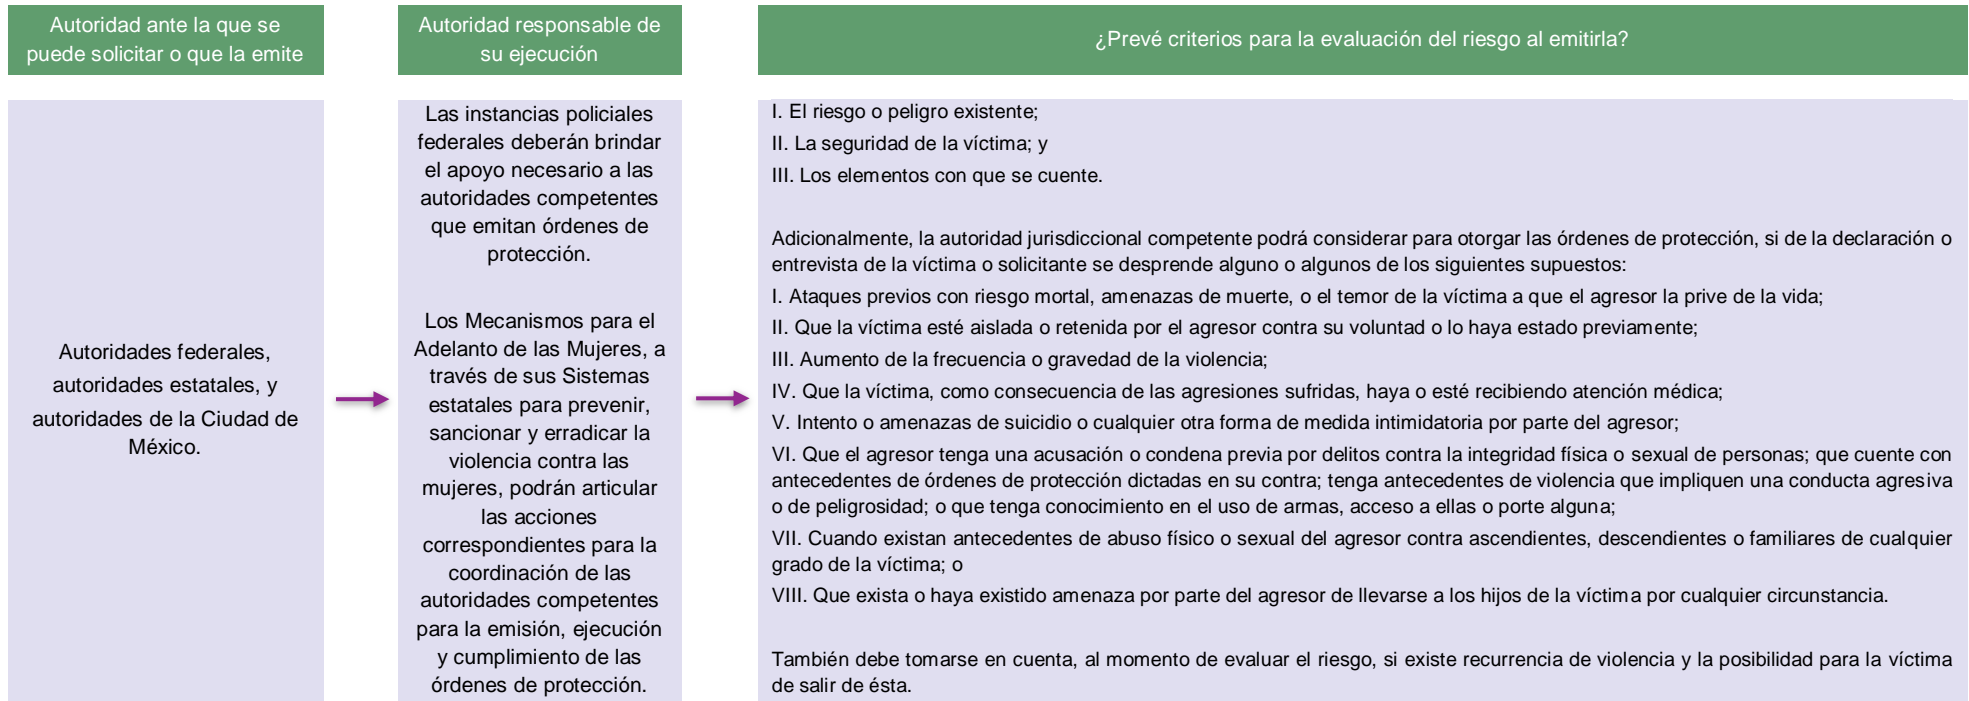 Autoridad ante la que se
puede solicitar o que la emite
Autoridad responsable de
su ejecución
¿Prevé criterios para la evaluación del riesgo al emitirla?
Autoridades federales,
autoridades estatales, y
autoridades de la Ciudad de
México.
Las instancias policiales
federales deberán brindar
el apoyo necesario a las
autoridades competentes
que emitan órdenes de
protección.
Los Mecanismos para el
Adelanto de las Mujeres, a
través de sus Sistemas
estatales para prevenir,
sancionar y erradicar la
violencia contra las
mujeres, podrán articular
las acciones
correspondientes para la
coordinación de las
autoridades competentes
para la emisión, ejecución
y cumplimiento de las
órdenes de protección.
I. El riesgo o peligro existente;
II. La seguridad de la víctima; y
III. Los elementos con que se cuente.
Adicionalmente, la autoridad jurisdiccional competente podrá considerar para otorgar las órdenes de protección, si de la declaración o
entrevista de la víctima o solicitante se desprende alguno o algunos de los siguientes supuestos:
I. Ataques previos con riesgo mortal, amenazas de muerte, o el temor de la víctima a que el agresor la prive de la vida;
II. Que la víctima esté aislada o retenida por el agresor contra su voluntad o lo haya estado previamente;
III. Aumento de la frecuencia o gravedad de la violencia;
IV. Que la víctima, como consecuencia de las agresiones sufridas, haya o esté recibiendo atención médica;
V. Intento o amenazas de suicidio o cualquier otra forma de medida intimidatoria por parte del agresor;
VI. Que el agresor tenga una acusación o condena previa por delitos contra la integridad física o sexual de personas; que cuente con
antecedentes de órdenes de protección dictadas en su contra; tenga antecedentes de violencia que impliquen una conducta agresiva
o de peligrosidad; o que tenga conocimiento en el uso de armas, acceso a ellas o porte alguna;
VII. Cuando existan antecedentes de abuso físico o sexual del agresor contra ascendientes, descendientes o familiares de cualquier
grado de la víctima; o
VIII. Que exista o haya existido amenaza por parte del agresor de llevarse a los hijos de la víctima por cualquier circunstancia.
También debe tomarse en cuenta, al momento de evaluar el riesgo, si existe recurrencia de violencia y la posibilidad para la víctima
de salir de ésta.